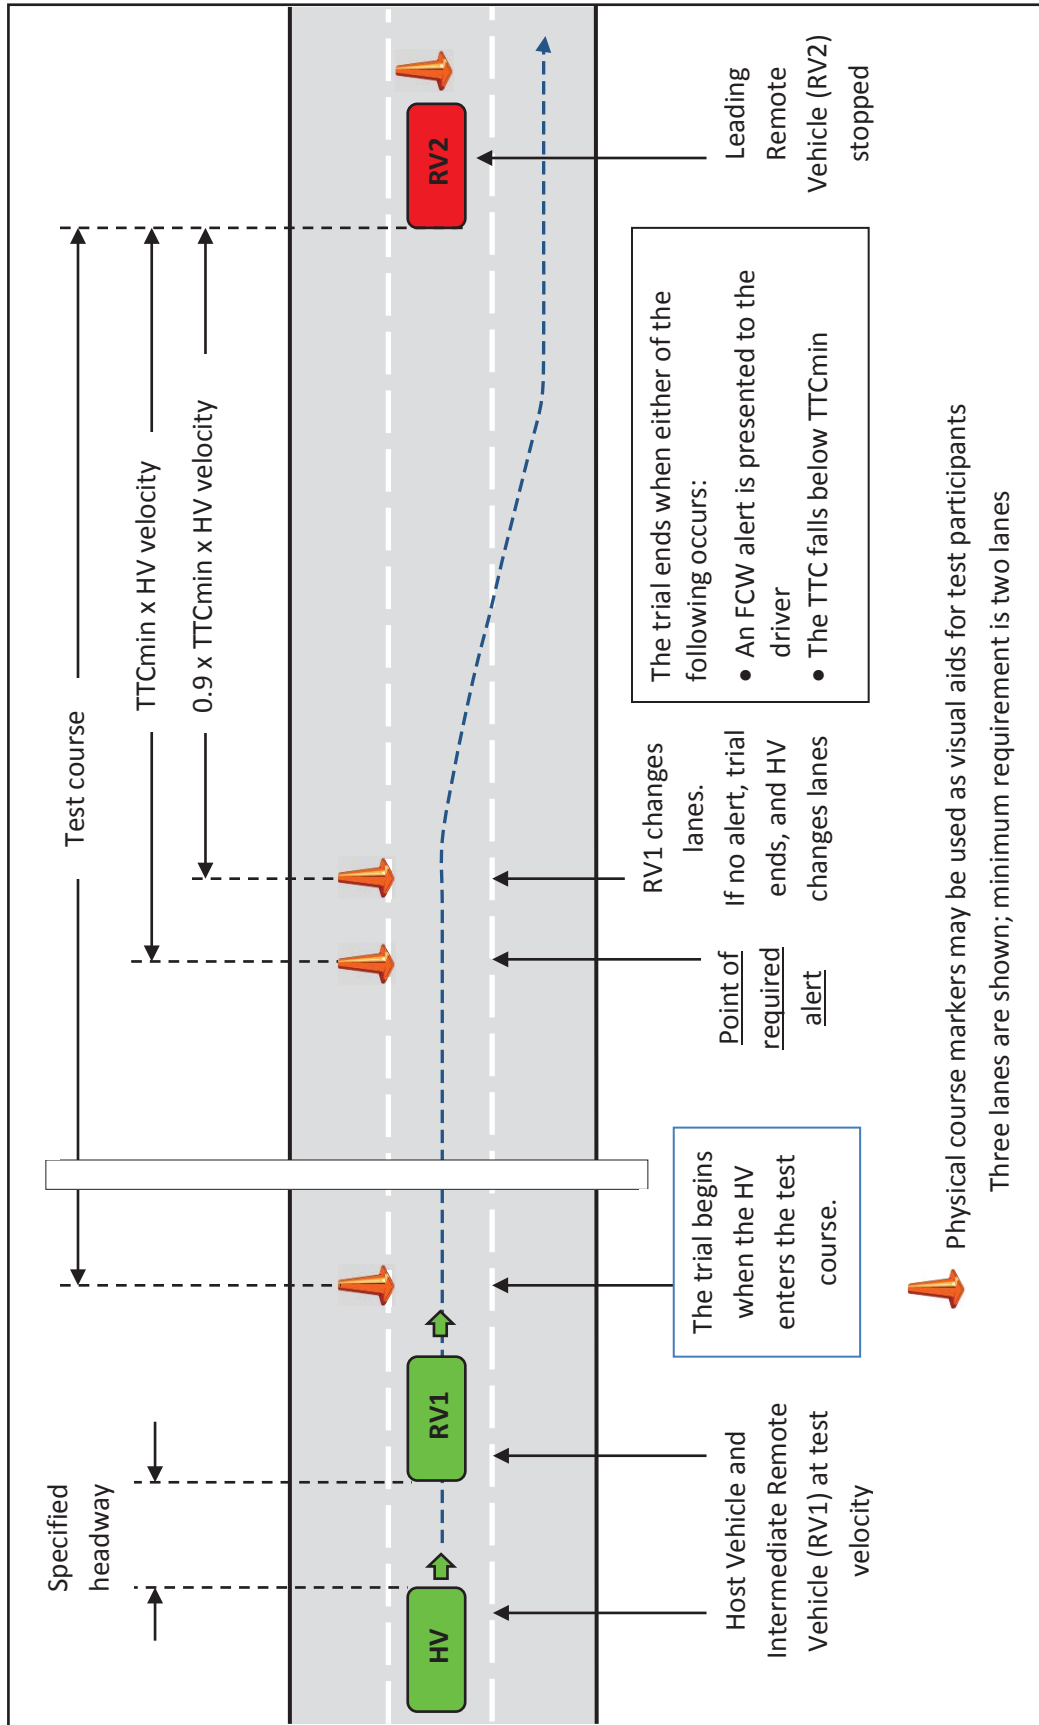 Test course
TTCmin x HV velocity
0.9 x TTCmin x HV velocity
Specified
headway
HV
RV1
RV2
Host Vehicle and
Intermediate Remote
Vehicle (RV1) at test
velocity
The trial begins
when the HV
enters the test
course.
Point of
required
alert
RV1 changes
lanes.
If no alert, trial
ends, and HV
changes lanes
The trial ends when either of the
following occurs:
• An FCW alert is presented to the
driver
• The TTC falls below TTCmin
Leading
Remote
Vehicle (RV2)
stopped
Physical course markers may be used as visual aids for test participants
Three lanes are shown; minimum requirement is two lanes